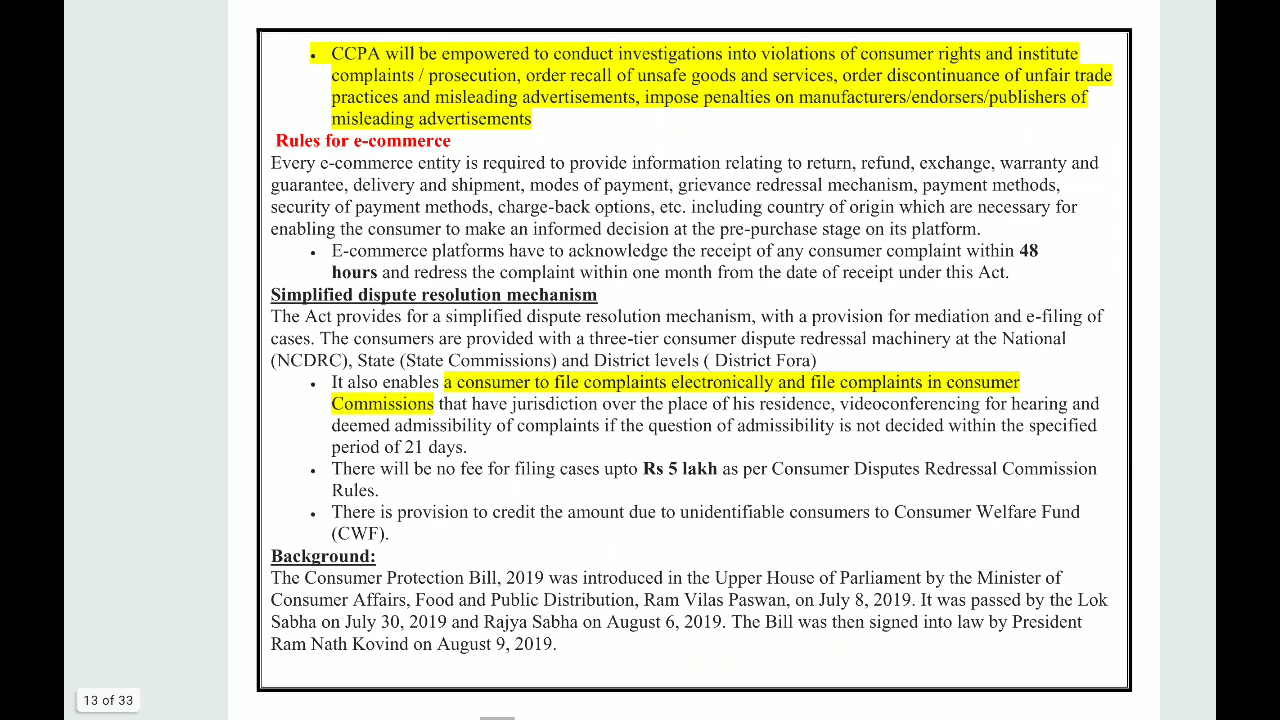 • CCPA will be empowered to conduct investigations into violations of consumer rights and institute
complaints / prosecution, order recall of unsafe goods and services, order discontinuance of unfair trade
practices and misleading advertisements, impose penalties on manufacturers/endorsers/publishers of
misleading advertisements
Rules for e-commerce
Every e-commerce entity is required to provide information relating to return, refund, exchange, warranty and
guarantee, delivery and shipment, modes of payment, grievance redressal mechanism, payment methods,
security of payment methods, charge-back options, etc. including country of origin which are necessary for
enabling the consumer to make an informed decision at the pre-purchase stage on its platform.
• E-commerce platforms have to acknowledge the receipt of any consumer complaint within 48
hours and redress the complaint within one month from the date of receipt under this Act.
Simplified dispute resolution mechanism
The Act provides for a simplified dispute resolution mechanism, with a provision for mediation and e-filing of
cases. The consumers are provided with a three-tier consumer dispute redressal machinery at the National
(NCDRC), State (State Commissions) and District levels ( District Fora)
• It also enables a consumer to file complaints electronically and file complaints in consumer
Commissions that have jurisdiction over the place of his residence, videoconferencing for hearing and
deemed admissibility of complaints if the question of admissibility is not decided within the specified
period of 21 days.
• There will be no fee for filing cases upto Rs 5 lakh as per Consumer Disputes Redressal Commission
Rules.
• There is provision to credit the amount due to unidentifiable consumers to Consumer Welfare Fund
(CWF).
Background:
The Consumer Protection Bill, 2019 was introduced in the Upper House of Parliament by the Minister of
Consumer Affairs, Food and Public Distribution, Ram Vilas Paswan, on July 8, 2019. It was passed by the Lok
Sabha on July 30, 2019 and Rajya Sabha on August 6, 2019. The Bill was then signed into law by President
Ram Nath Kovind on August 9, 2019.
13 of 33